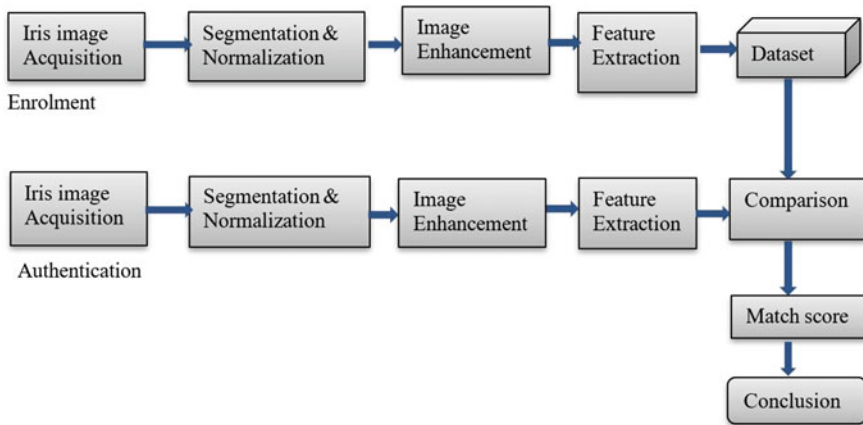 Iris image
Acquisition
Segmentation &
Normalization
Image
Enhancement
Feature
Extraction
Dataset
Enrolment
Iris image
Acquisition
Segmentation &
Normalization
Image
Enhancement
Feature
Extraction
Comparison
Authentication
Match score
Conclusion